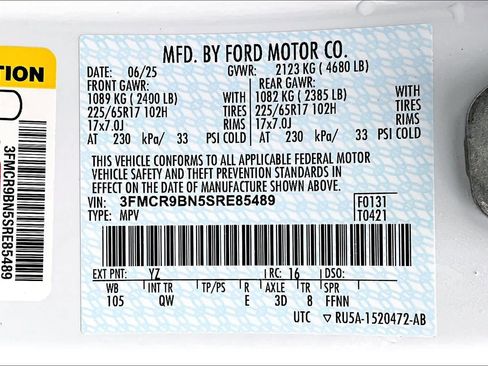 TION
3FMCR9BN5SRE85489
MFD. BY FORD MOTOR CO.
DATE: 06/25 GVWR: 2123 KG ( 4680 LB)
FRONT GAWR: REAR GAWR:
1089 KG ( 2400 LB) WITH 1082 KG ( 2385 LB) WITH
225/65R17 102H TIRES 225/65R17 102H TIRES
17x7.0J RIMS 17x7.0J RIMS
AT 230 kPa/ 33 PSI COLD AT 230 kPa/ 33 PSI COLD
THIS VEHICLE CONFORMS TO ALL APPLICABLE FEDERAL MOTOR
VEHICLE SAFETY AND THEFT PREVENTION STANDARDS IN
EFFECT ON THE DATE OF MANUFACTURE SHOWN ABOVE.
VIN: 3FMCR9BN5SRE85489 F0131
TYPE: MPV T0421
EXT PNT: YZ RC: 16 DSO:
WB INT TR TP/PS R AXLE TR SPR
105 QW E 3D 8 FFNN
UTC ▽ RU5A-1520472-AB